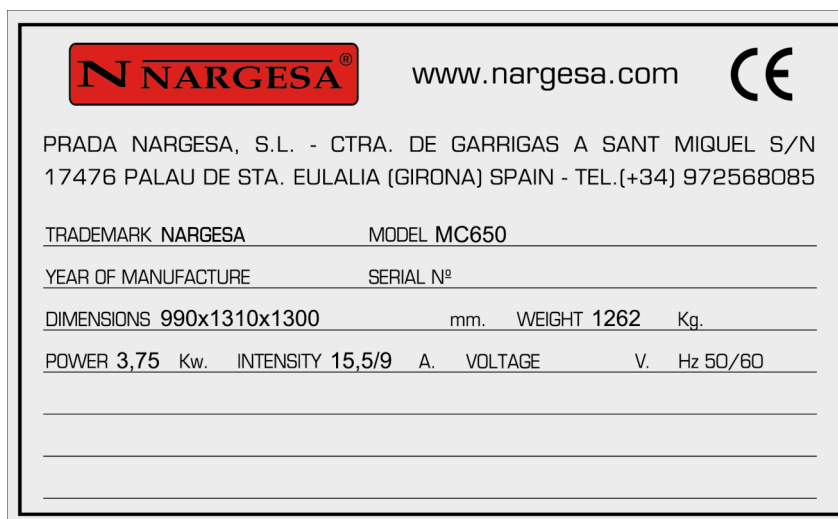 N NARGESA® www.nargesa.com CE
PRADA NARGESA, S.L. - CTRA. DE GARRIGAS A SANT MIQUEL S/N
17476 PALAU DE STA. EULALIA (GIRONA) SPAIN - TEL.(+34) 972568085
TRADEMARK NARGESA MODEL MC650
YEAR OF MANUFACTURE SERIAL Nº
DIMENSIONS 990x1310x1300 mm. WEIGHT 1262 Kg.
POWER 3,75 Kw. INTENSITY 15,5/9 A. VOLTAGE V. Hz 50/60